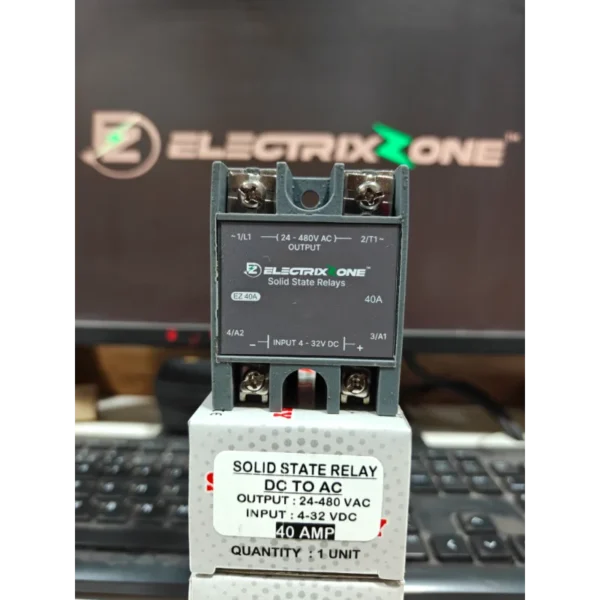 EZ ELECTRIXZONE™
~1/L1 ( 24 - 480V AC ) 2/T1~
OUTPUT
EZ ELECTRIXZONE™
Solid State Relays
EZ 40A 40A
4/A2 3/A1
− INPUT 4 - 32V DC +
SOLID STATE RELAY
DC TO AC
OUTPUT : 24-480 VAC
INPUT : 4-32 VDC
40 AMP
QUANTITY : 1 UNIT